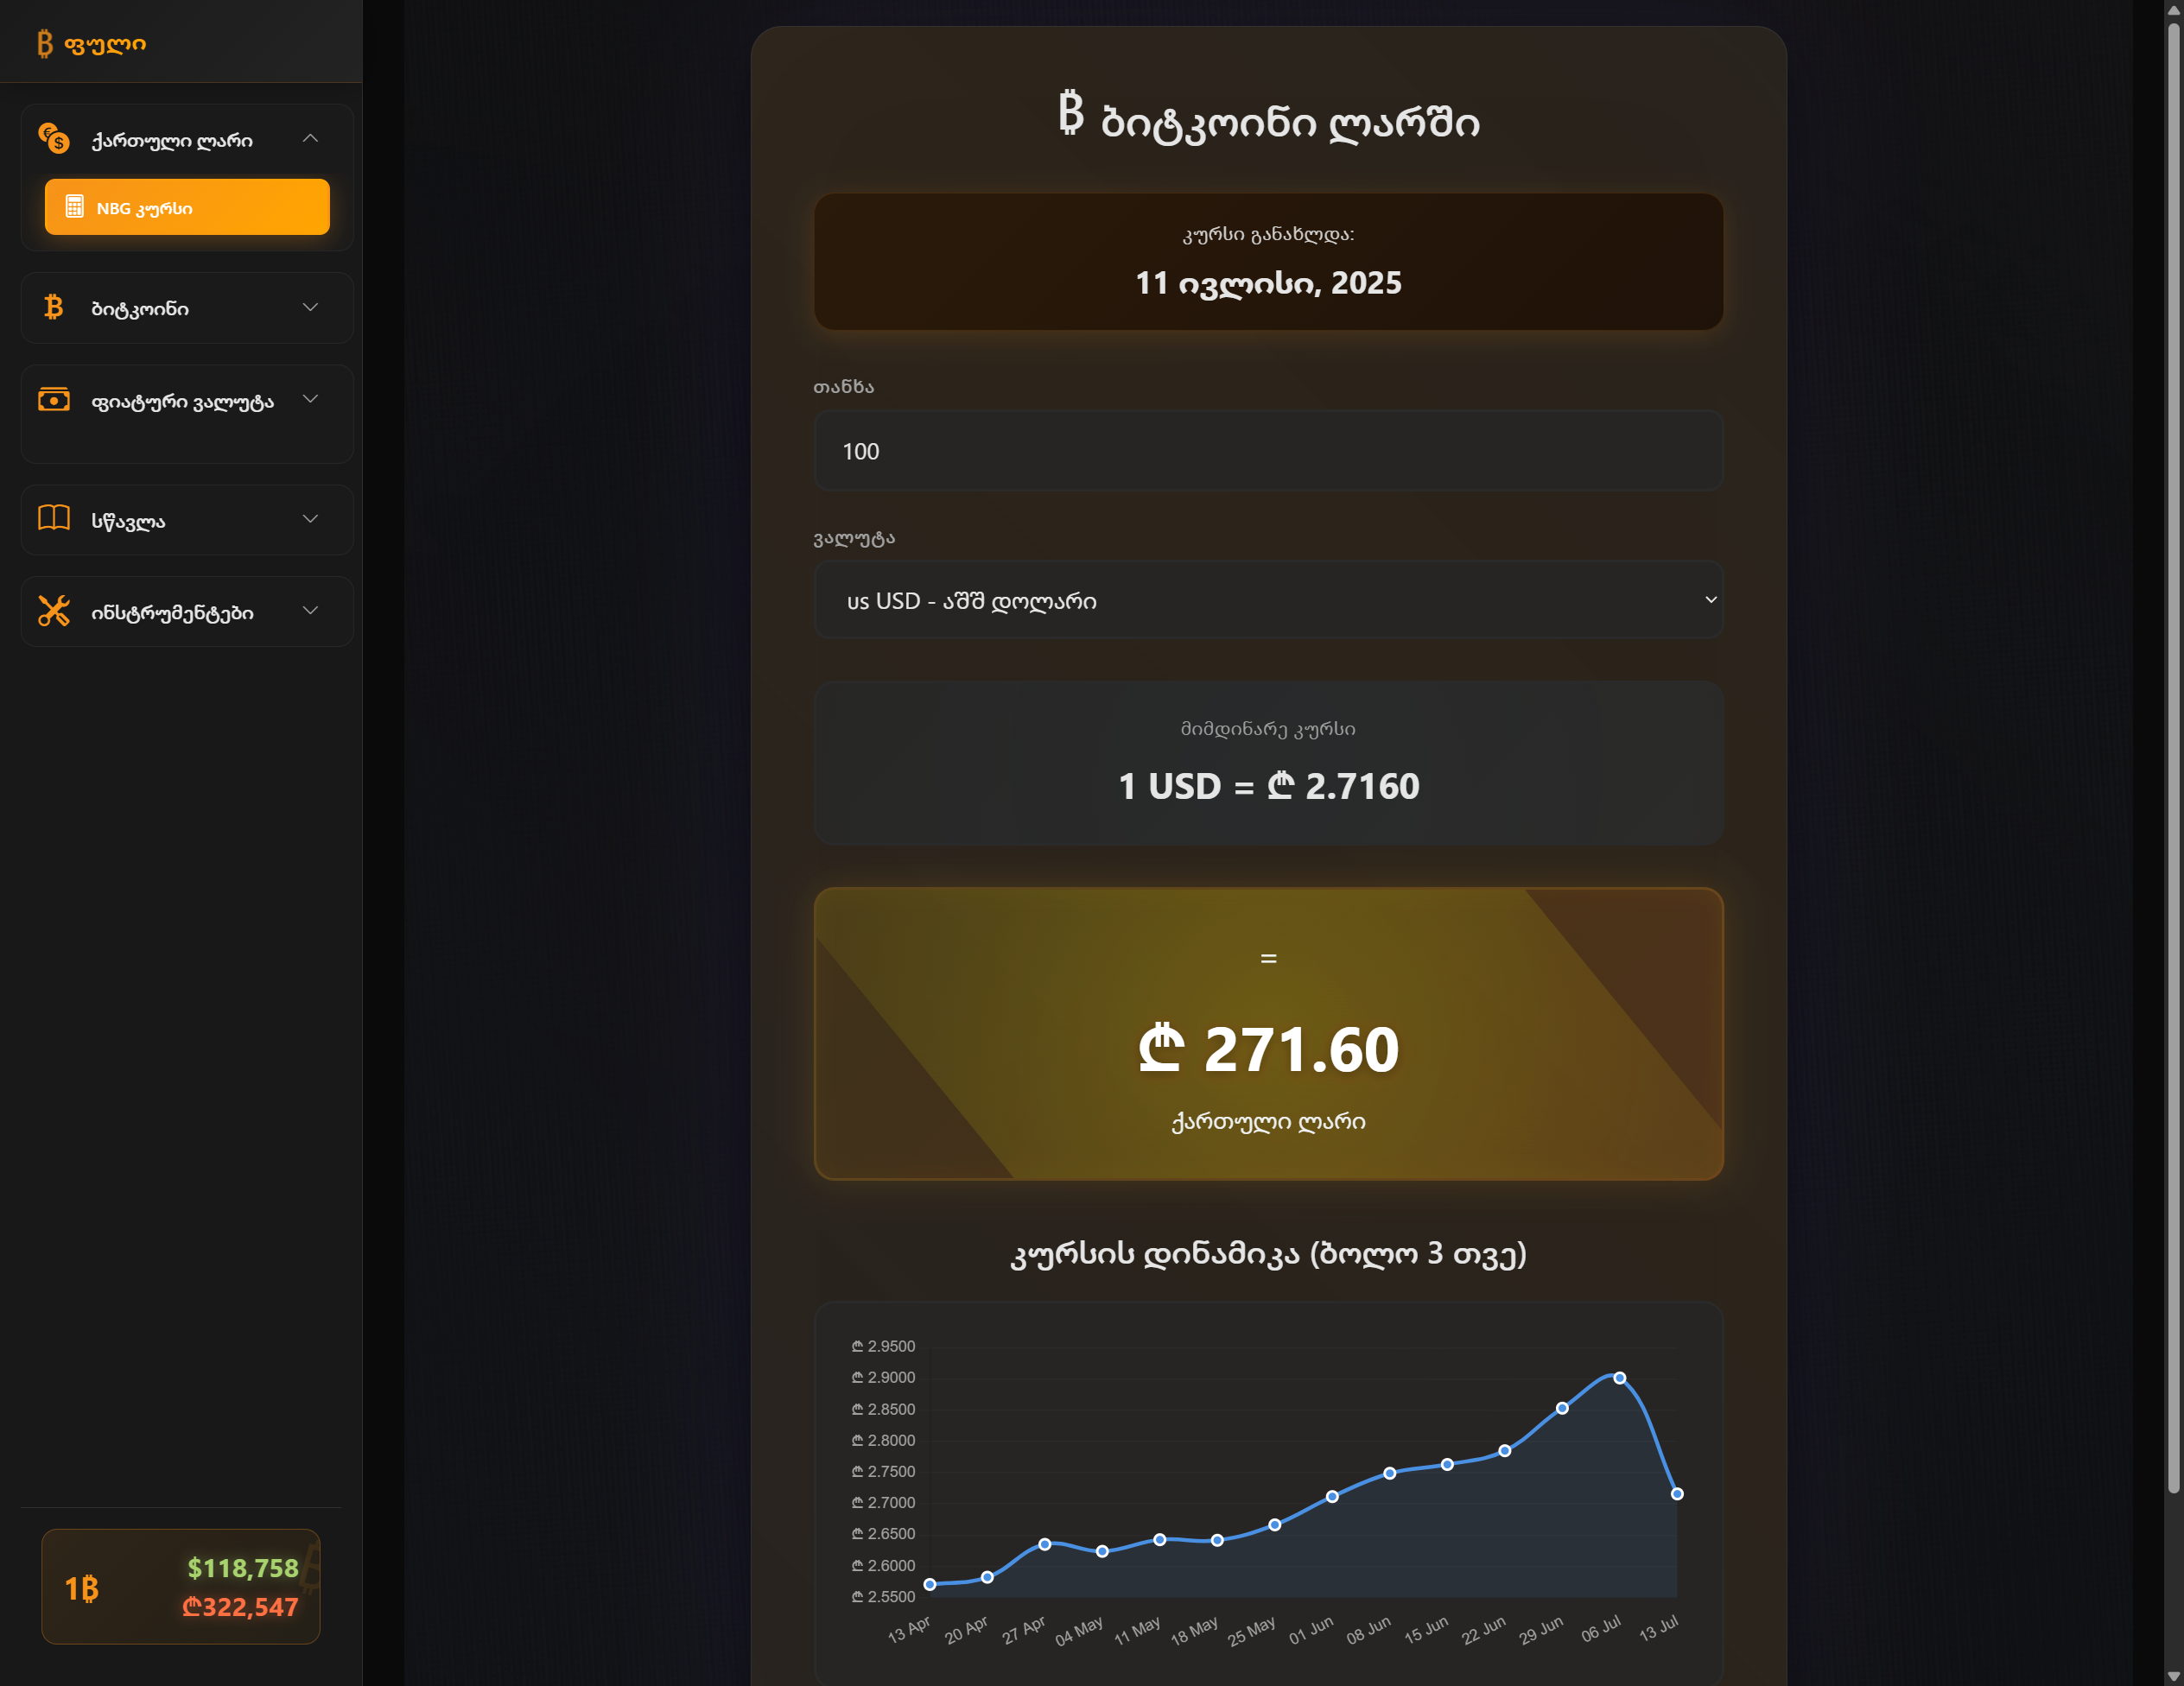 ₿ ფული
ქართული ლარი
NBG კურსი
ბიტკოინი
ფიატური ვალუტა
სწავლა
ინსტრუმენტები
1₿
$118,758
₾322,547
₿ ბიტკოინი ლარში
კურსი განახლდა:
11 ივლისი, 2025
თანხა
100
ვალუტა
us USD - აშშ დოლარი
მიმდინარე კურსი
1 USD = ₾ 2.7160
=
₾ 271.60
ქართული ლარი
კურსის დინამიკა (ბოლო 3 თვე)
₾ 2.9500
₾ 2.9000
₾ 2.8500
₾ 2.8000
₾ 2.7500
₾ 2.7000
₾ 2.6500
₾ 2.6000
₾ 2.5500
13 Apr
20 Apr
27 Apr
04 May
11 May
18 May
25 May
01 Jun
08 Jun
15 Jun
22 Jun
29 Jun
06 Jul
13 Jul